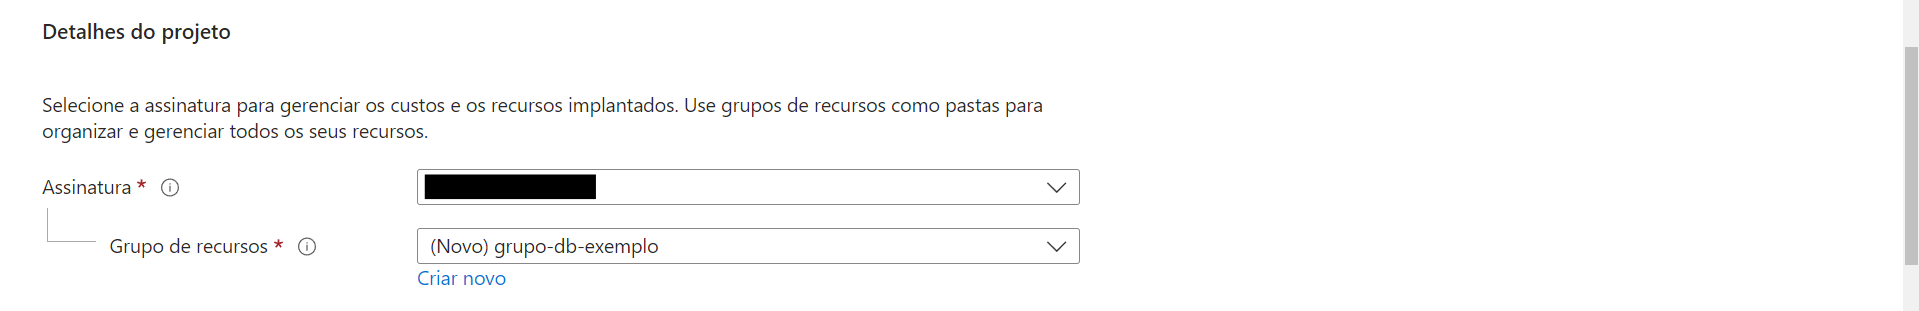 Detalhes do projeto
Selecione a assinatura para gerenciar os custos e os recursos implantados. Use grupos de recursos como pastas para
organizar e gerenciar todos os seus recursos.
Assinatura *
Grupo de recursos *
(Novo) grupo-db-exemplo
Criar novo